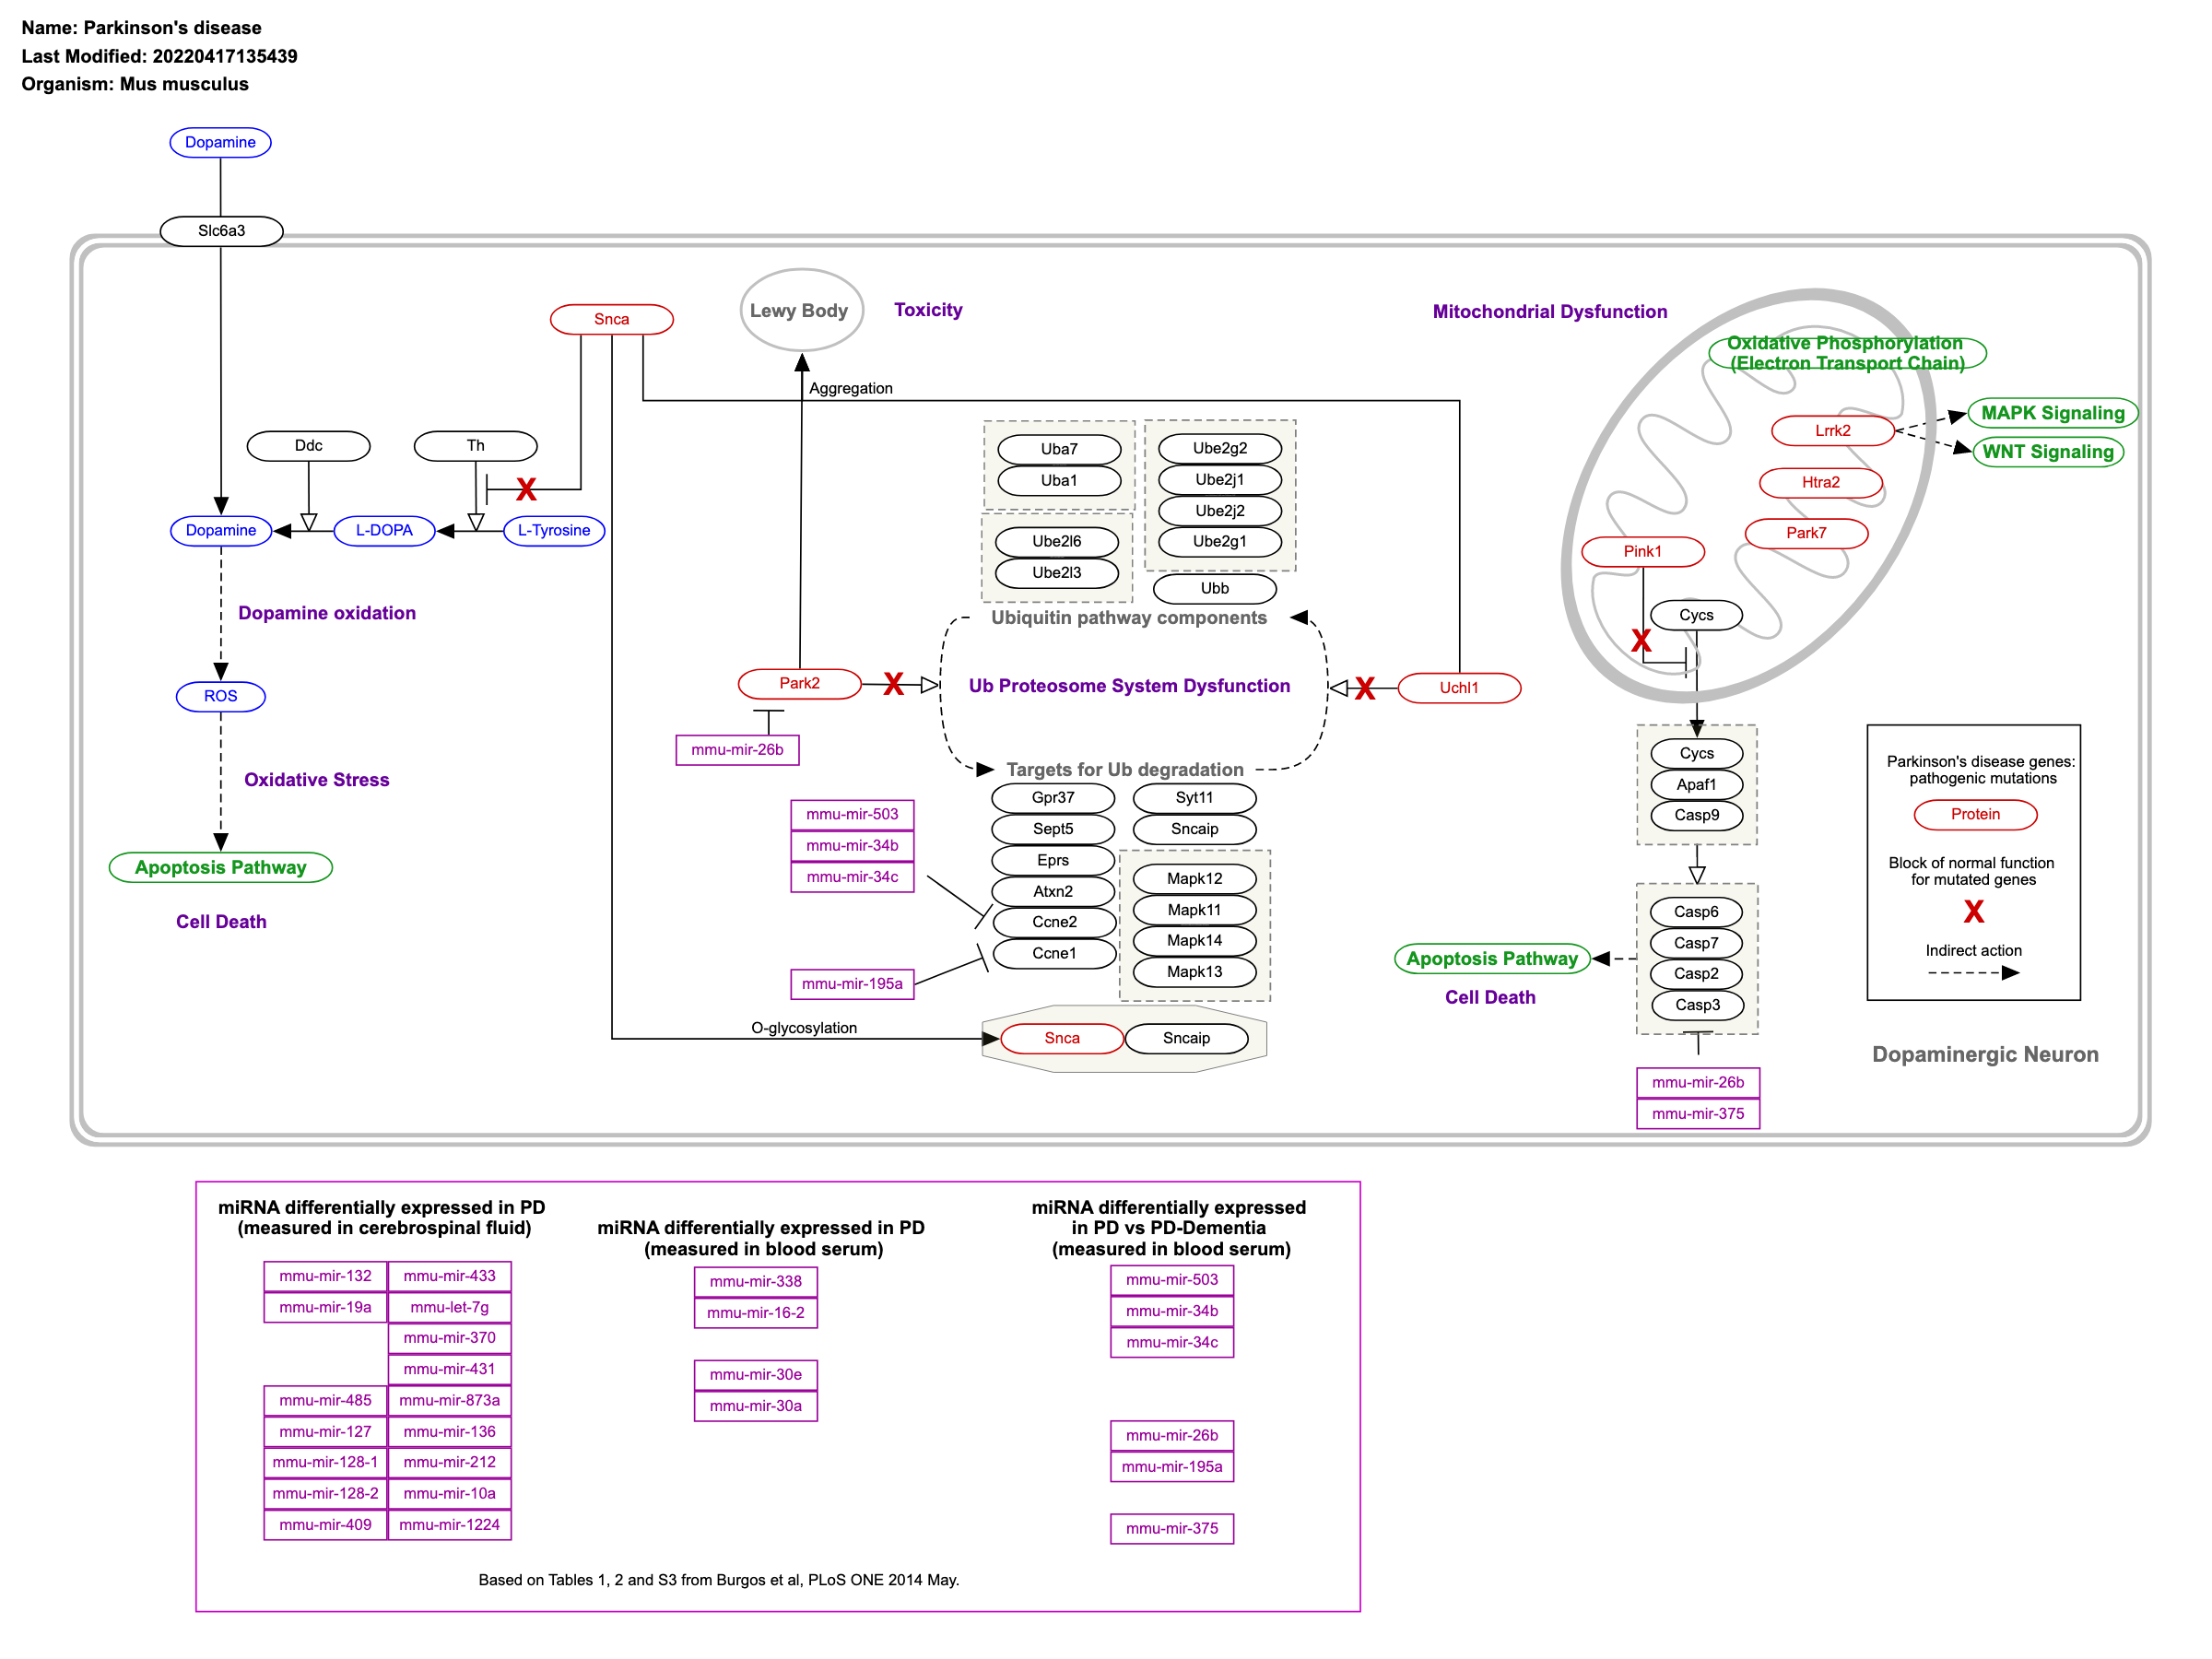 Name: Parkinson's disease
Last Modified: 20220417135439
Organism: Mus musculus
Dopamine
Slc6a3
Lewy Body
Toxicity
Snca
Aggregation
Mitochondrial Dysfunction
Oxidative Phosphorylation
(Electron Transport Chain)
MAPK Signaling
WNT Signaling
Lrrk2
Htra2
Park7
Pink1
Cycs
X
Ddc
Th
X
Dopamine
L-DOPA
L-Tyrosine
Dopamine oxidation
ROS
Oxidative Stress
Apoptosis Pathway
Cell Death
Uba7
Uba1
Ube2l6
Ube2l3
Ube2g2
Ube2j1
Ube2j2
Ube2g1
Ubb
Ubiquitin pathway components
Park2
X
Ub Proteosome System Dysfunction
X
Uchl1
mmu-mir-26b
Targets for Ub degradation
mmu-mir-503
mmu-mir-34b
mmu-mir-34c
mmu-mir-195a
Gpr37
Sept5
Eprs
Atxn2
Ccne2
Ccne1
Syt11
Sncaip
Mapk12
Mapk11
Mapk14
Mapk13
O-glycosylation
Snca
Sncaip
Cycs
Apaf1
Casp9
Casp6
Casp7
Casp2
Casp3
Apoptosis Pathway
Cell Death
mmu-mir-26b
mmu-mir-375
Parkinson's disease genes:
pathogenic mutations
Protein
Block of normal function
for mutated genes
X
Indirect action
Dopaminergic Neuron
miRNA differentially expressed in PD
(measured in cerebrospinal fluid)
mmu-mir-132 mmu-mir-433
mmu-mir-19a mmu-let-7g
mmu-mir-370
mmu-mir-431
mmu-mir-485 mmu-mir-873a
mmu-mir-127 mmu-mir-136
mmu-mir-128-1 mmu-mir-212
mmu-mir-128-2 mmu-mir-10a
mmu-mir-409 mmu-mir-1224
miRNA differentially expressed in PD
(measured in blood serum)
mmu-mir-338
mmu-mir-16-2
mmu-mir-30e
mmu-mir-30a
miRNA differentially expressed
in PD vs PD-Dementia
(measured in blood serum)
mmu-mir-503
mmu-mir-34b
mmu-mir-34c
mmu-mir-26b
mmu-mir-195a
mmu-mir-375
Based on Tables 1, 2 and S3 from Burgos et al, PLoS ONE 2014 May.